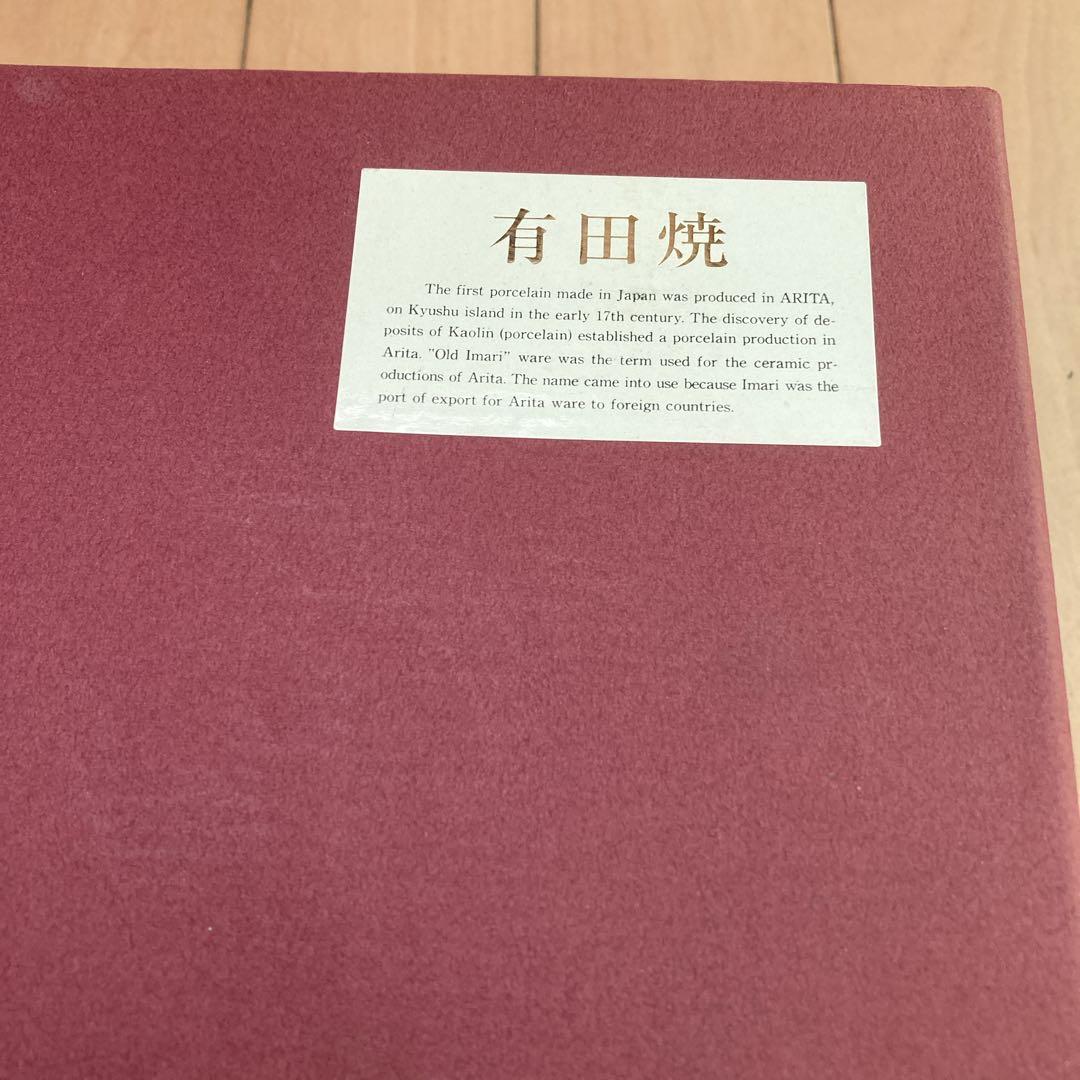 有田焼
The first porcelain made in Japan was produced in ARITA,
on Kyushu island in the early 17th century. The discovery of de-
posits of Kaolin (porcelain) established a porcelain production in
Arita. "Old Imari" ware was the term used for the ceramic pr-
oductions of Arita. The name came into use because Imari was the
port of export for Arita ware to foreign countries.